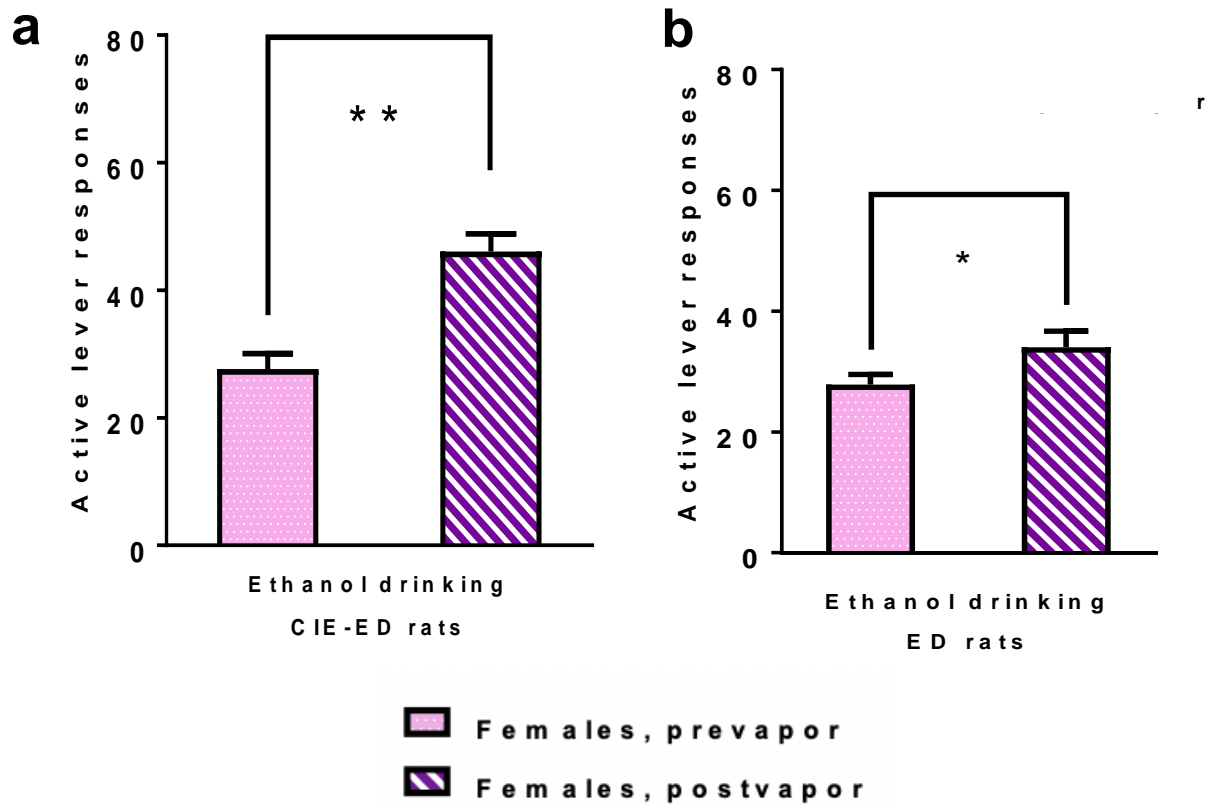 a
80
60
40
20
0
Active lever responses
**
Ethanol drinking
CIE-ED rats
b
80
60
40
20
0
Active lever responses
*
r
Ethanol drinking
ED rats
Females, prevapor
Females, postvapor